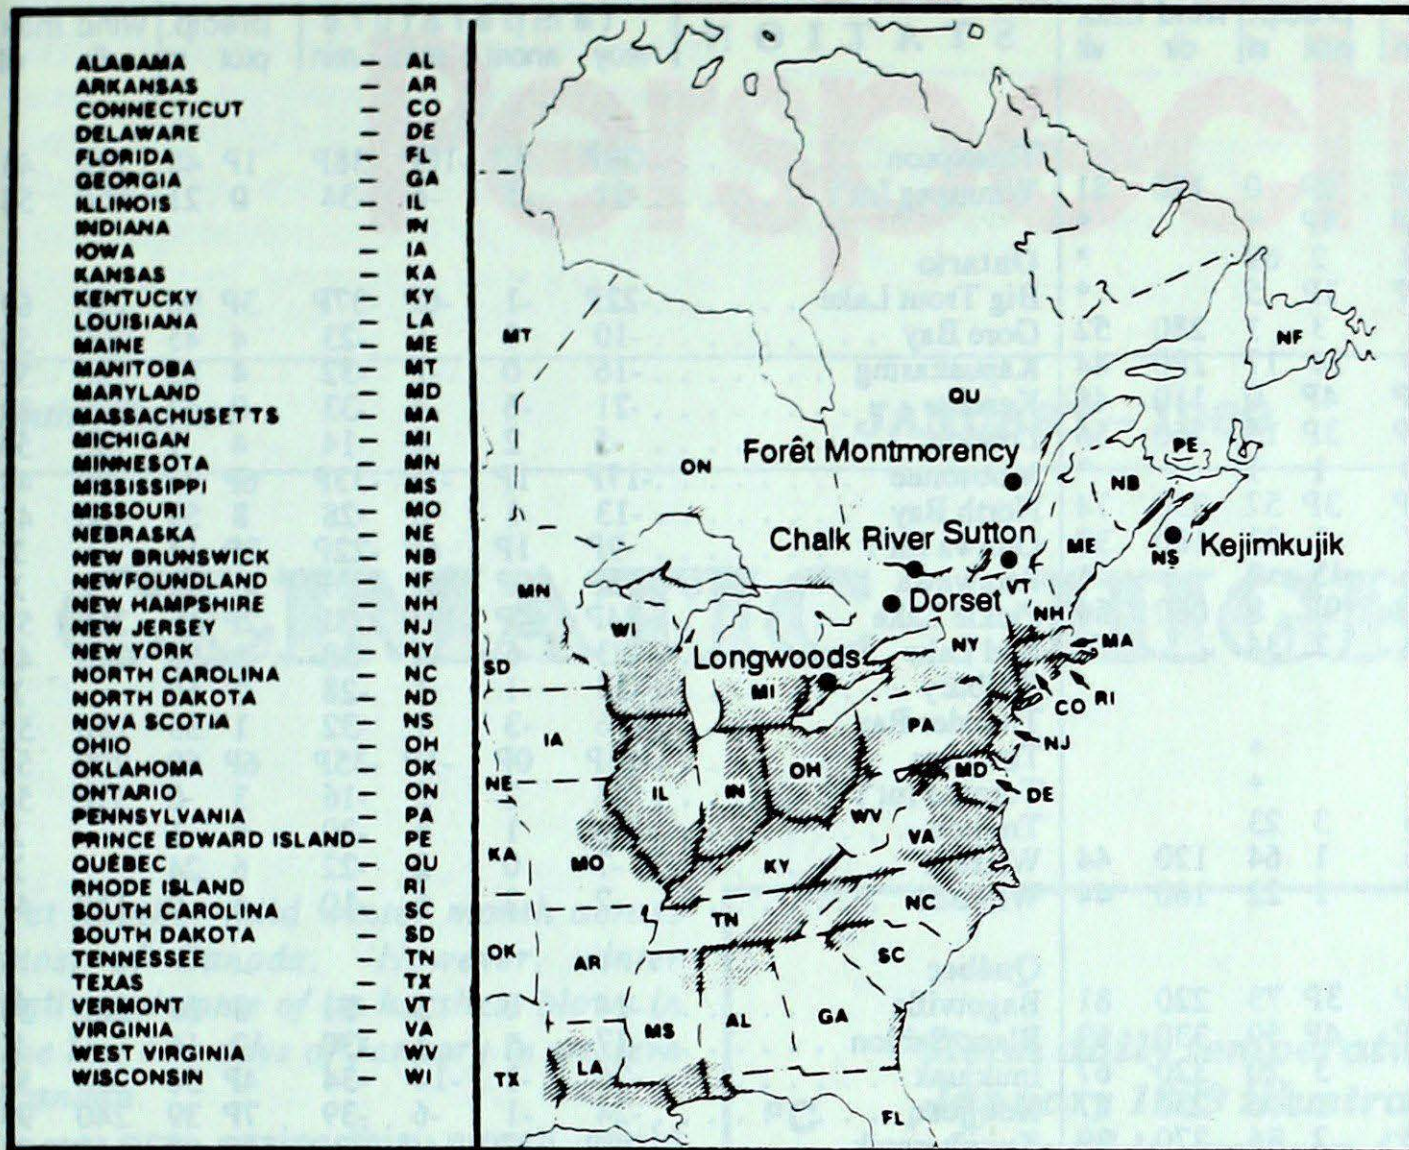 ALABAMA – AL
ARKANSAS – AR
CONNECTICUT – CO
DELAWARE – DE
FLORIDA – FL
GEORGIA – GA
ILLINOIS – IL
INDIANA – IN
IOWA – IA
KANSAS – KA
KENTUCKY – KY
LOUISIANA – LA
MAINE – ME
MANITOBA – MT
MARYLAND – MD
MASSACHUSETTS – MA
MICHIGAN – MI
MINNESOTA – MN
MISSISSIPPI – MS
MISSOURI – MO
NEBRASKA – NE
NEW BRUNSWICK – NB
NEWFOUNDLAND – NF
NEW HAMPSHIRE – NH
NEW JERSEY – NJ
NEW YORK – NY
NORTH CAROLINA – NC
NORTH DAKOTA – ND
NOVA SCOTIA – NS
OHIO – OH
OKLAHOMA – OK
ONTARIO – ON
PENNSYLVANIA – PA
PRINCE EDWARD ISLAND – PE
QUÉBEC – QU
RHODE ISLAND – RI
SOUTH CAROLINA – SC
SOUTH DAKOTA – SD
TENNESSEE – TN
TEXAS – TX
VERMONT – VT
VIRGINIA – VA
WEST VIRGINIA – WV
WISCONSIN – WI
MT
NF
QU
ON
Forêt Montmorency
PE
NB
Chalk River
Sutton
ME
NS
Kejimkujik
MN
VT
Dorset
NH
WI
NY
MA
SD
Longwoods
MI
CO
RI
IA
PA
NJ
NE
IL
IN
OH
MD
DE
WV
VA
KA
MO
KY
NC
TN
OK
AR
SC
MS
AL
GA
TX
LA
FL